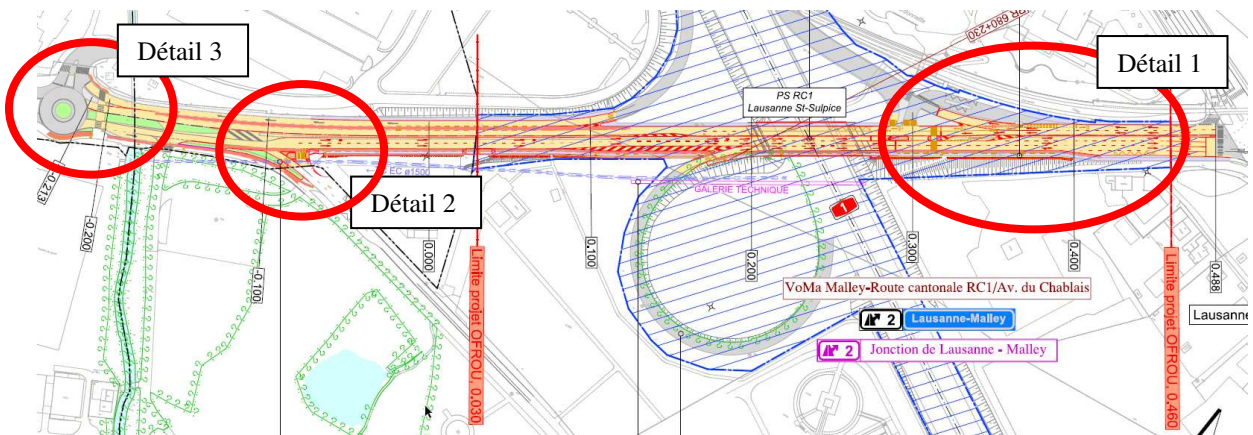 Détail 3
Détail 1
Détail 2
PR 680+230
PS RC1
Lausanne St-Sulpice
EC ø1500
GALERIE TECHNIQUE
1
-0.213
-0.200
-0.100
0.000
0.100
0.200
0.300
0.400
0.488
Limite projet OFROU, 0.030
Limite projet OFROU, 0.460
VoMa Malley-Route cantonale RC1/Av. du Chablais
2 Lausanne-Malley
2 Jonction de Lausanne - Malley
Lausanne